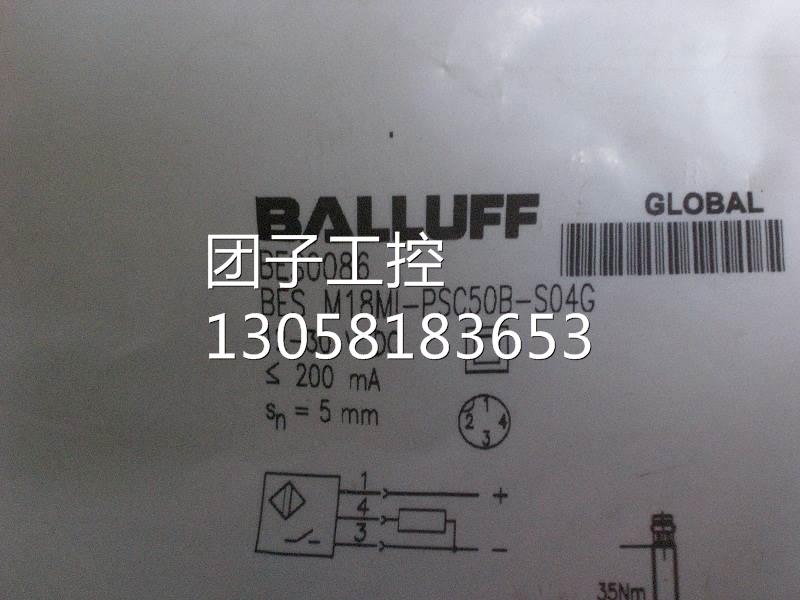 BALLUFF
GLOBAL
BES0086
BES M18MI-PSC50B-S04G
团子工控
13058183653
≤ 200 mA
sn = 5 mm
1
2 4
3
1 +
4
3 -
35Nm